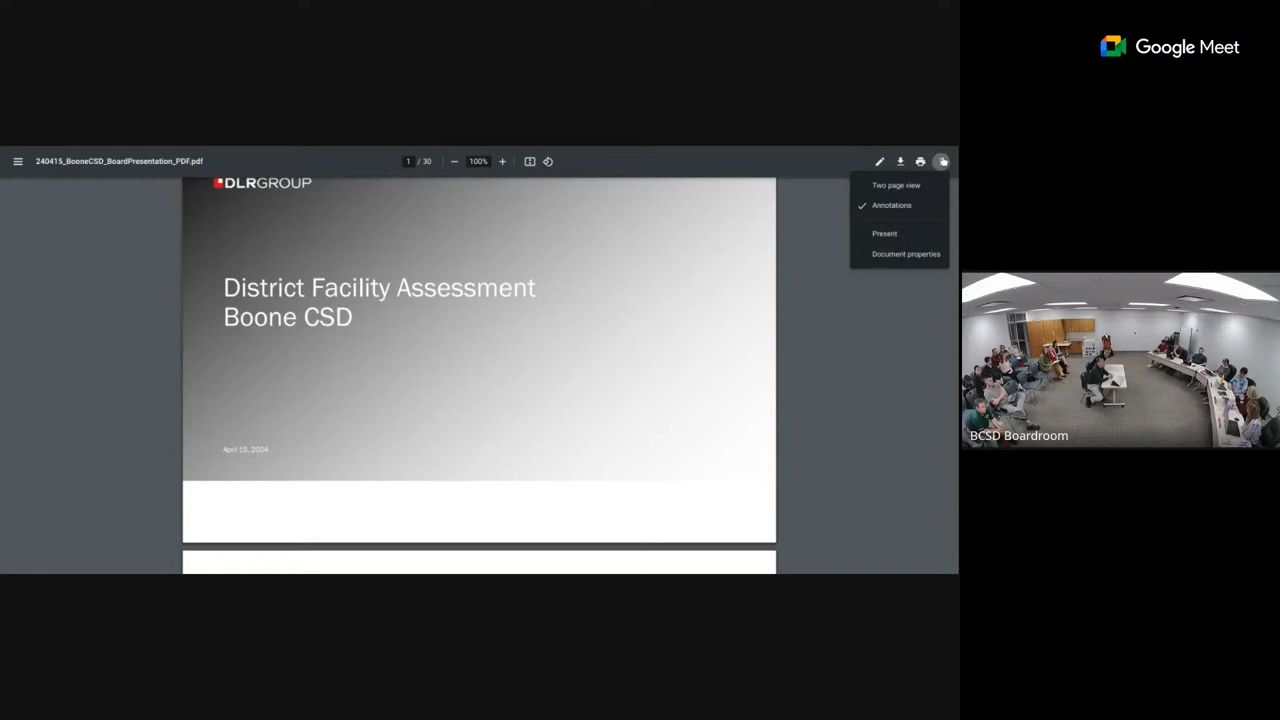 Google Meet
240415_BooneCSD_BoardPresentation_PDF.pdf
1 / 30
100%
DLRGROUP
Two page view
Annotations
Present
Document properties
District Facility Assessment
Boone CSD
April 15, 2024
BCSD Boardroom